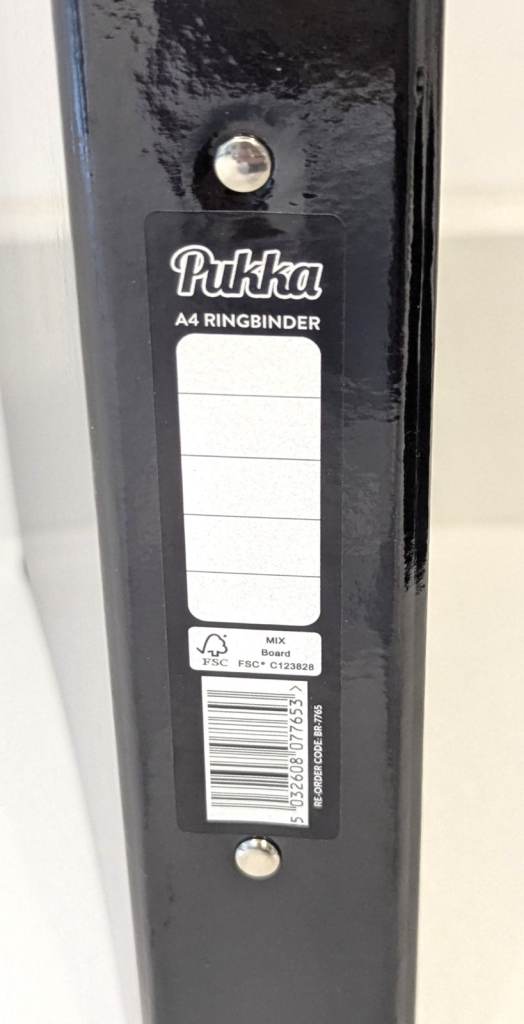 Pukka
A4 RINGBINDER
MIX
Board
FSC
FSC® C123828
5 032608 077653 >
RE-ORDER CODE: BR-7765